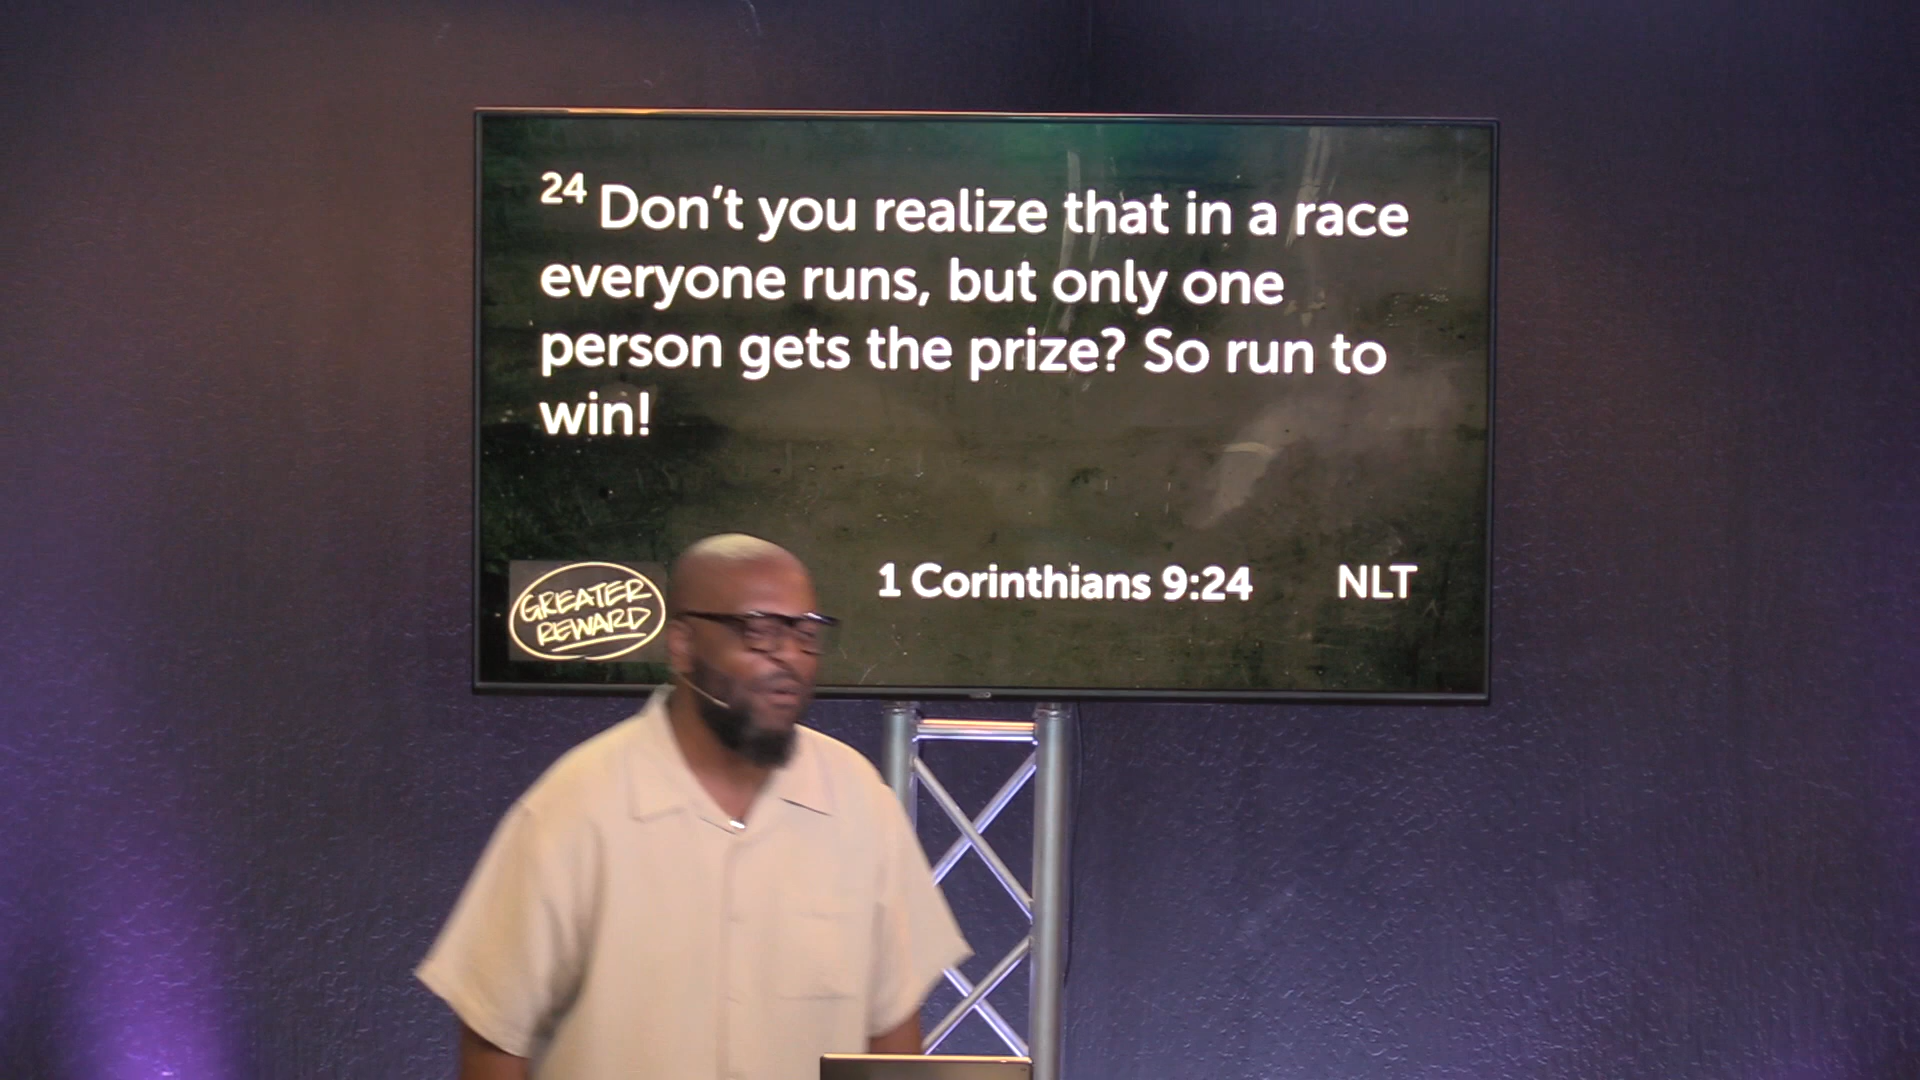 24 Don't you realize that in a race
everyone runs, but only one
person gets the prize? So run to
win!
1 Corinthians 9:24 NLT
GREATER
REWARD